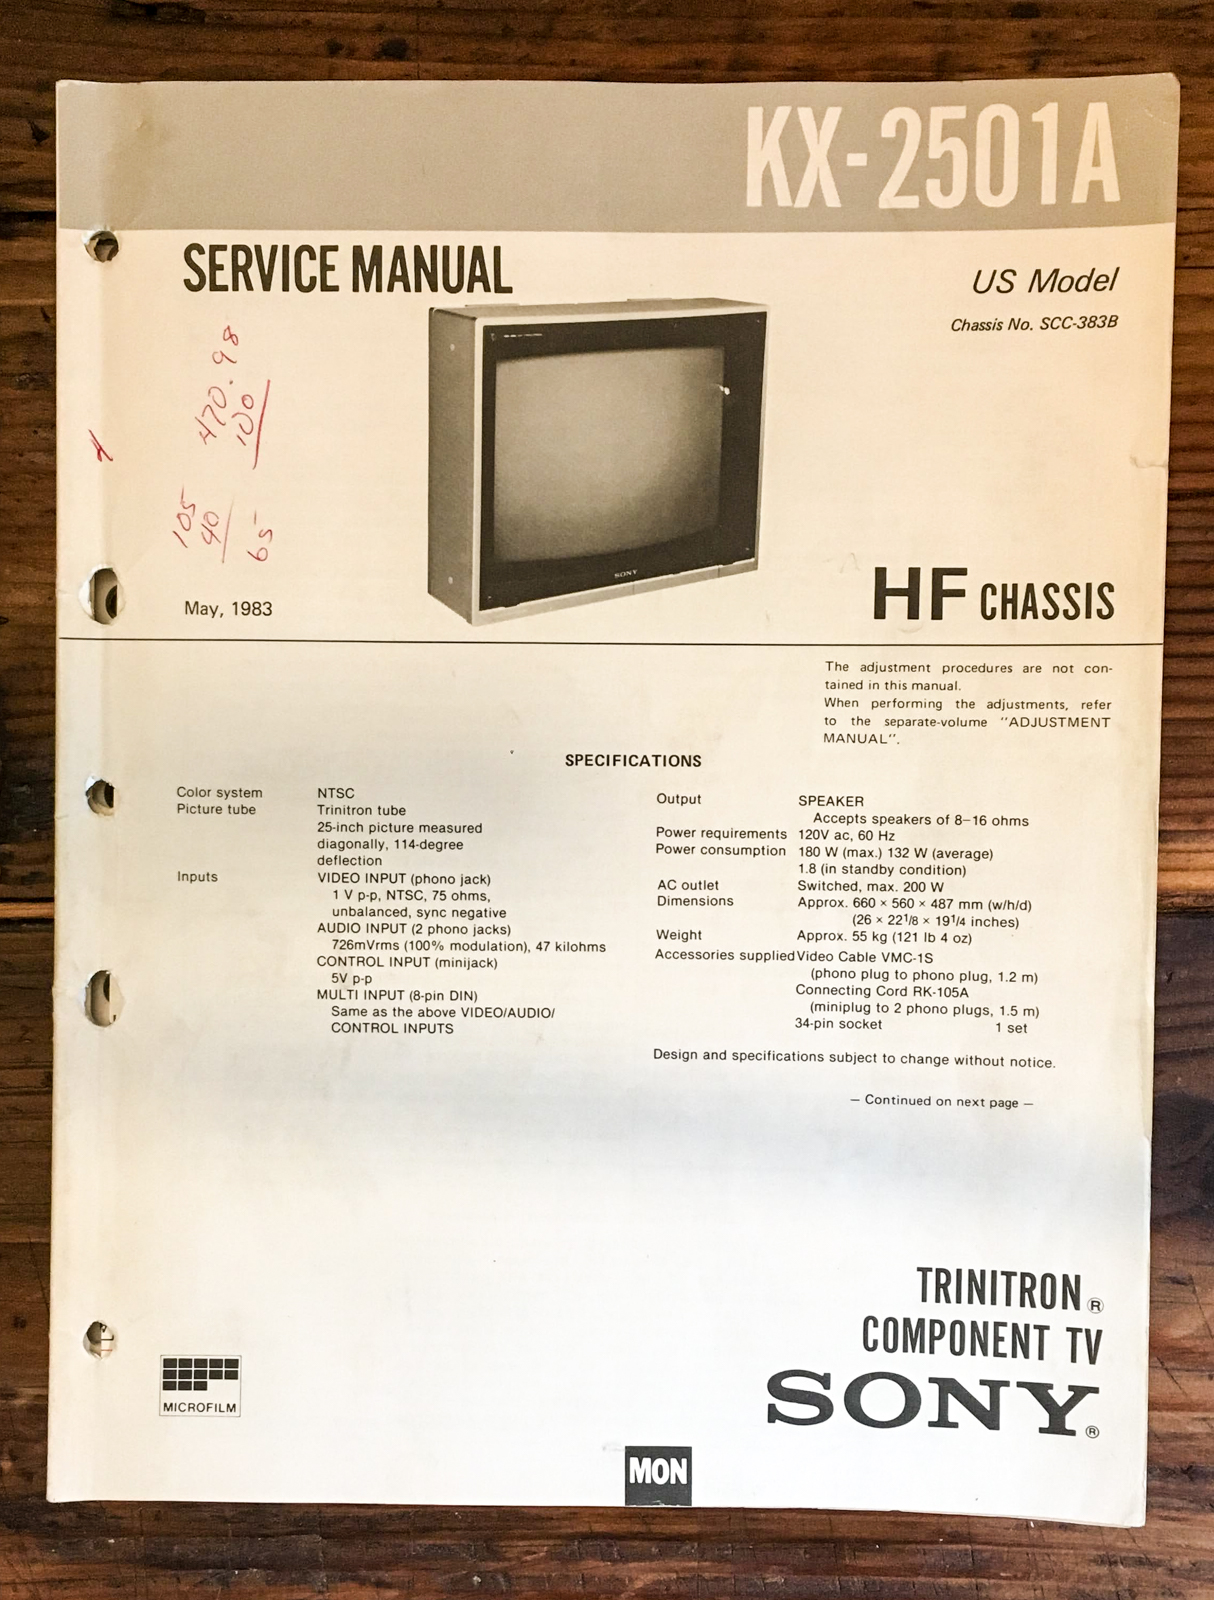 KX-2501A
SERVICE MANUAL
US Model
Chassis No. SCC-383B
470.98
100
105
40
65
SONY
May, 1983
HF CHASSIS
The adjustment procedures are not con-
tained in this manual.
When performing the adjustments, refer
to the separate-volume "ADJUSTMENT
MANUAL".
SPECIFICATIONS
Color system NTSC
Picture tube Trinitron tube
25-inch picture measured
diagonally, 114-degree
deflection
Inputs VIDEO INPUT (phono jack)
1 V p-p, NTSC, 75 ohms,
unbalanced, sync negative
AUDIO INPUT (2 phono jacks)
726mVrms (100% modulation), 47 kilohms
CONTROL INPUT (minijack)
5V p-p
MULTI INPUT (8-pin DIN)
Same as the above VIDEO/AUDIO/
CONTROL INPUTS
Output SPEAKER
Accepts speakers of 8–16 ohms
Power requirements 120V ac, 60 Hz
Power consumption 180 W (max.) 132 W (average)
1.8 (in standby condition)
AC outlet Switched, max. 200 W
Dimensions Approx. 660 × 560 × 487 mm (w/h/d)
(26 × 22 1/8 × 19 1/4 inches)
Weight Approx. 55 kg (121 lb 4 oz)
Accessories supplied Video Cable VMC-1S
(phono plug to phono plug, 1.2 m)
Connecting Cord RK-105A
(miniplug to 2 phono plugs, 1.5 m)
34-pin socket 1 set
Design and specifications subject to change without notice.
— Continued on next page —
TRINITRON®
COMPONENT TV
SONY®
MICROFILM
MON